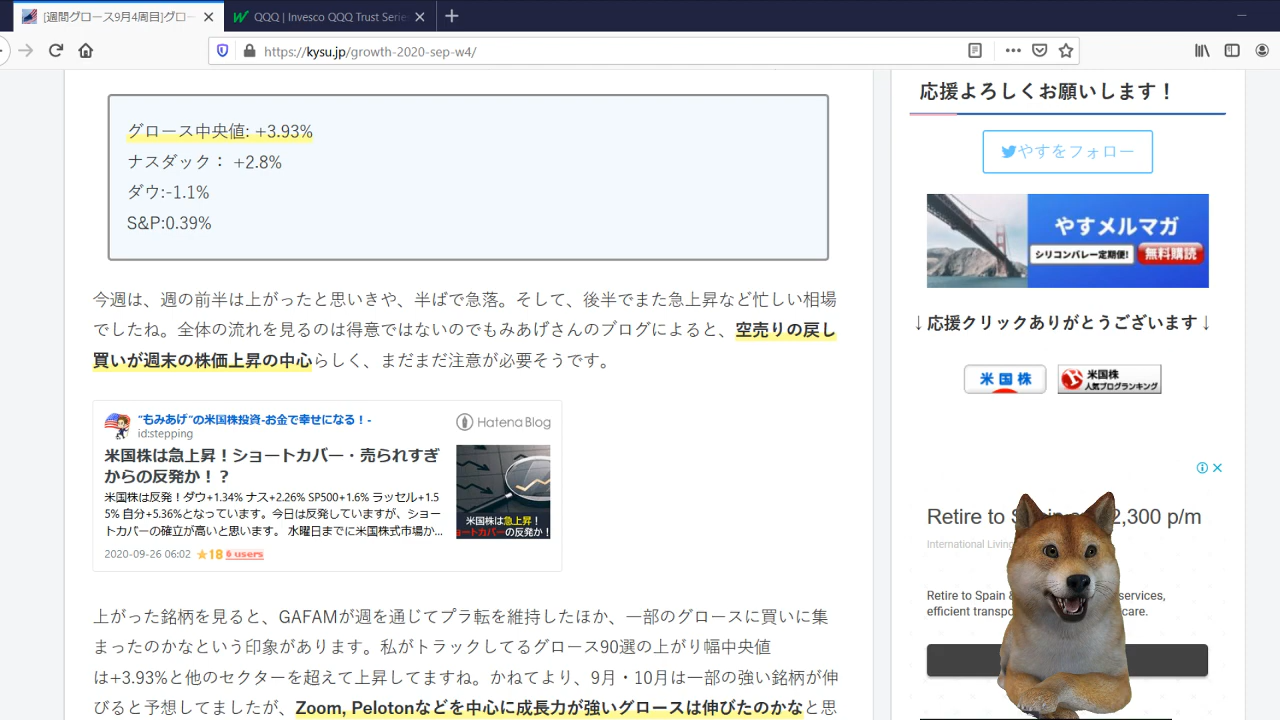 [週間グロース9月4周目]グロー
QQQ | Invesco QQQ Trust Serie
https://kysu.jp/growth-2020-sep-w4/
グロース中央値: +3.93%
ナスダック： +2.8%
ダウ:-1.1%
S&P:0.39%
今週は、週の前半は上がったと思いきや、半ばで急落。そして、後半でまた急上昇など忙しい相場
でしたね。全体の流れを見るのは得意ではないのでもみあげさんのブログによると、空売りの戻し
買いが週末の株価上昇の中心らしく、まだまだ注意が必要そうです。
"もみあげ"の米国株投資-お金で幸せになる！-
id:stepping
Hatena Blog
米国株は急上昇！ショートカバー・売られすぎ
からの反発か！？
米国株は反発！ダウ+1.34% ナス+2.26% SP500+1.6% ラッセル+1.5
5% 自分+5.36%となっています。今日は反発していますが、ショー
トカバーの確立が高いと思います。 水曜日までに米国株式市場か...
2020-09-26 06:02 ★18 6 users
米国株は急上昇！
ョートカバーの反発か！
上がった銘柄を見ると、GAFAMが週を通じてプラ転を維持したほか、一部のグロースに買いに集
まったのかなという印象があります。私がトラックしてるグロース90選の上がり幅中央値
は+3.93%と他のセクターを超えて上昇してますね。かねてより、9月・10月は一部の強い銘柄が伸
びると予想してましたが、Zoom, Pelotonなどを中心に成長力が強いグロースは伸びたのかなと思
応援よろしくお願いします！
やすをフォロー
やすメルマガ
シリコンバレー定期便!
無料購読
↓応援クリックありがとうございます↓
米国株
米国株
人気ブログランキング
Retire to S 2,300 p/m
International Living
Retire to Spain services,
efficient transpo care.